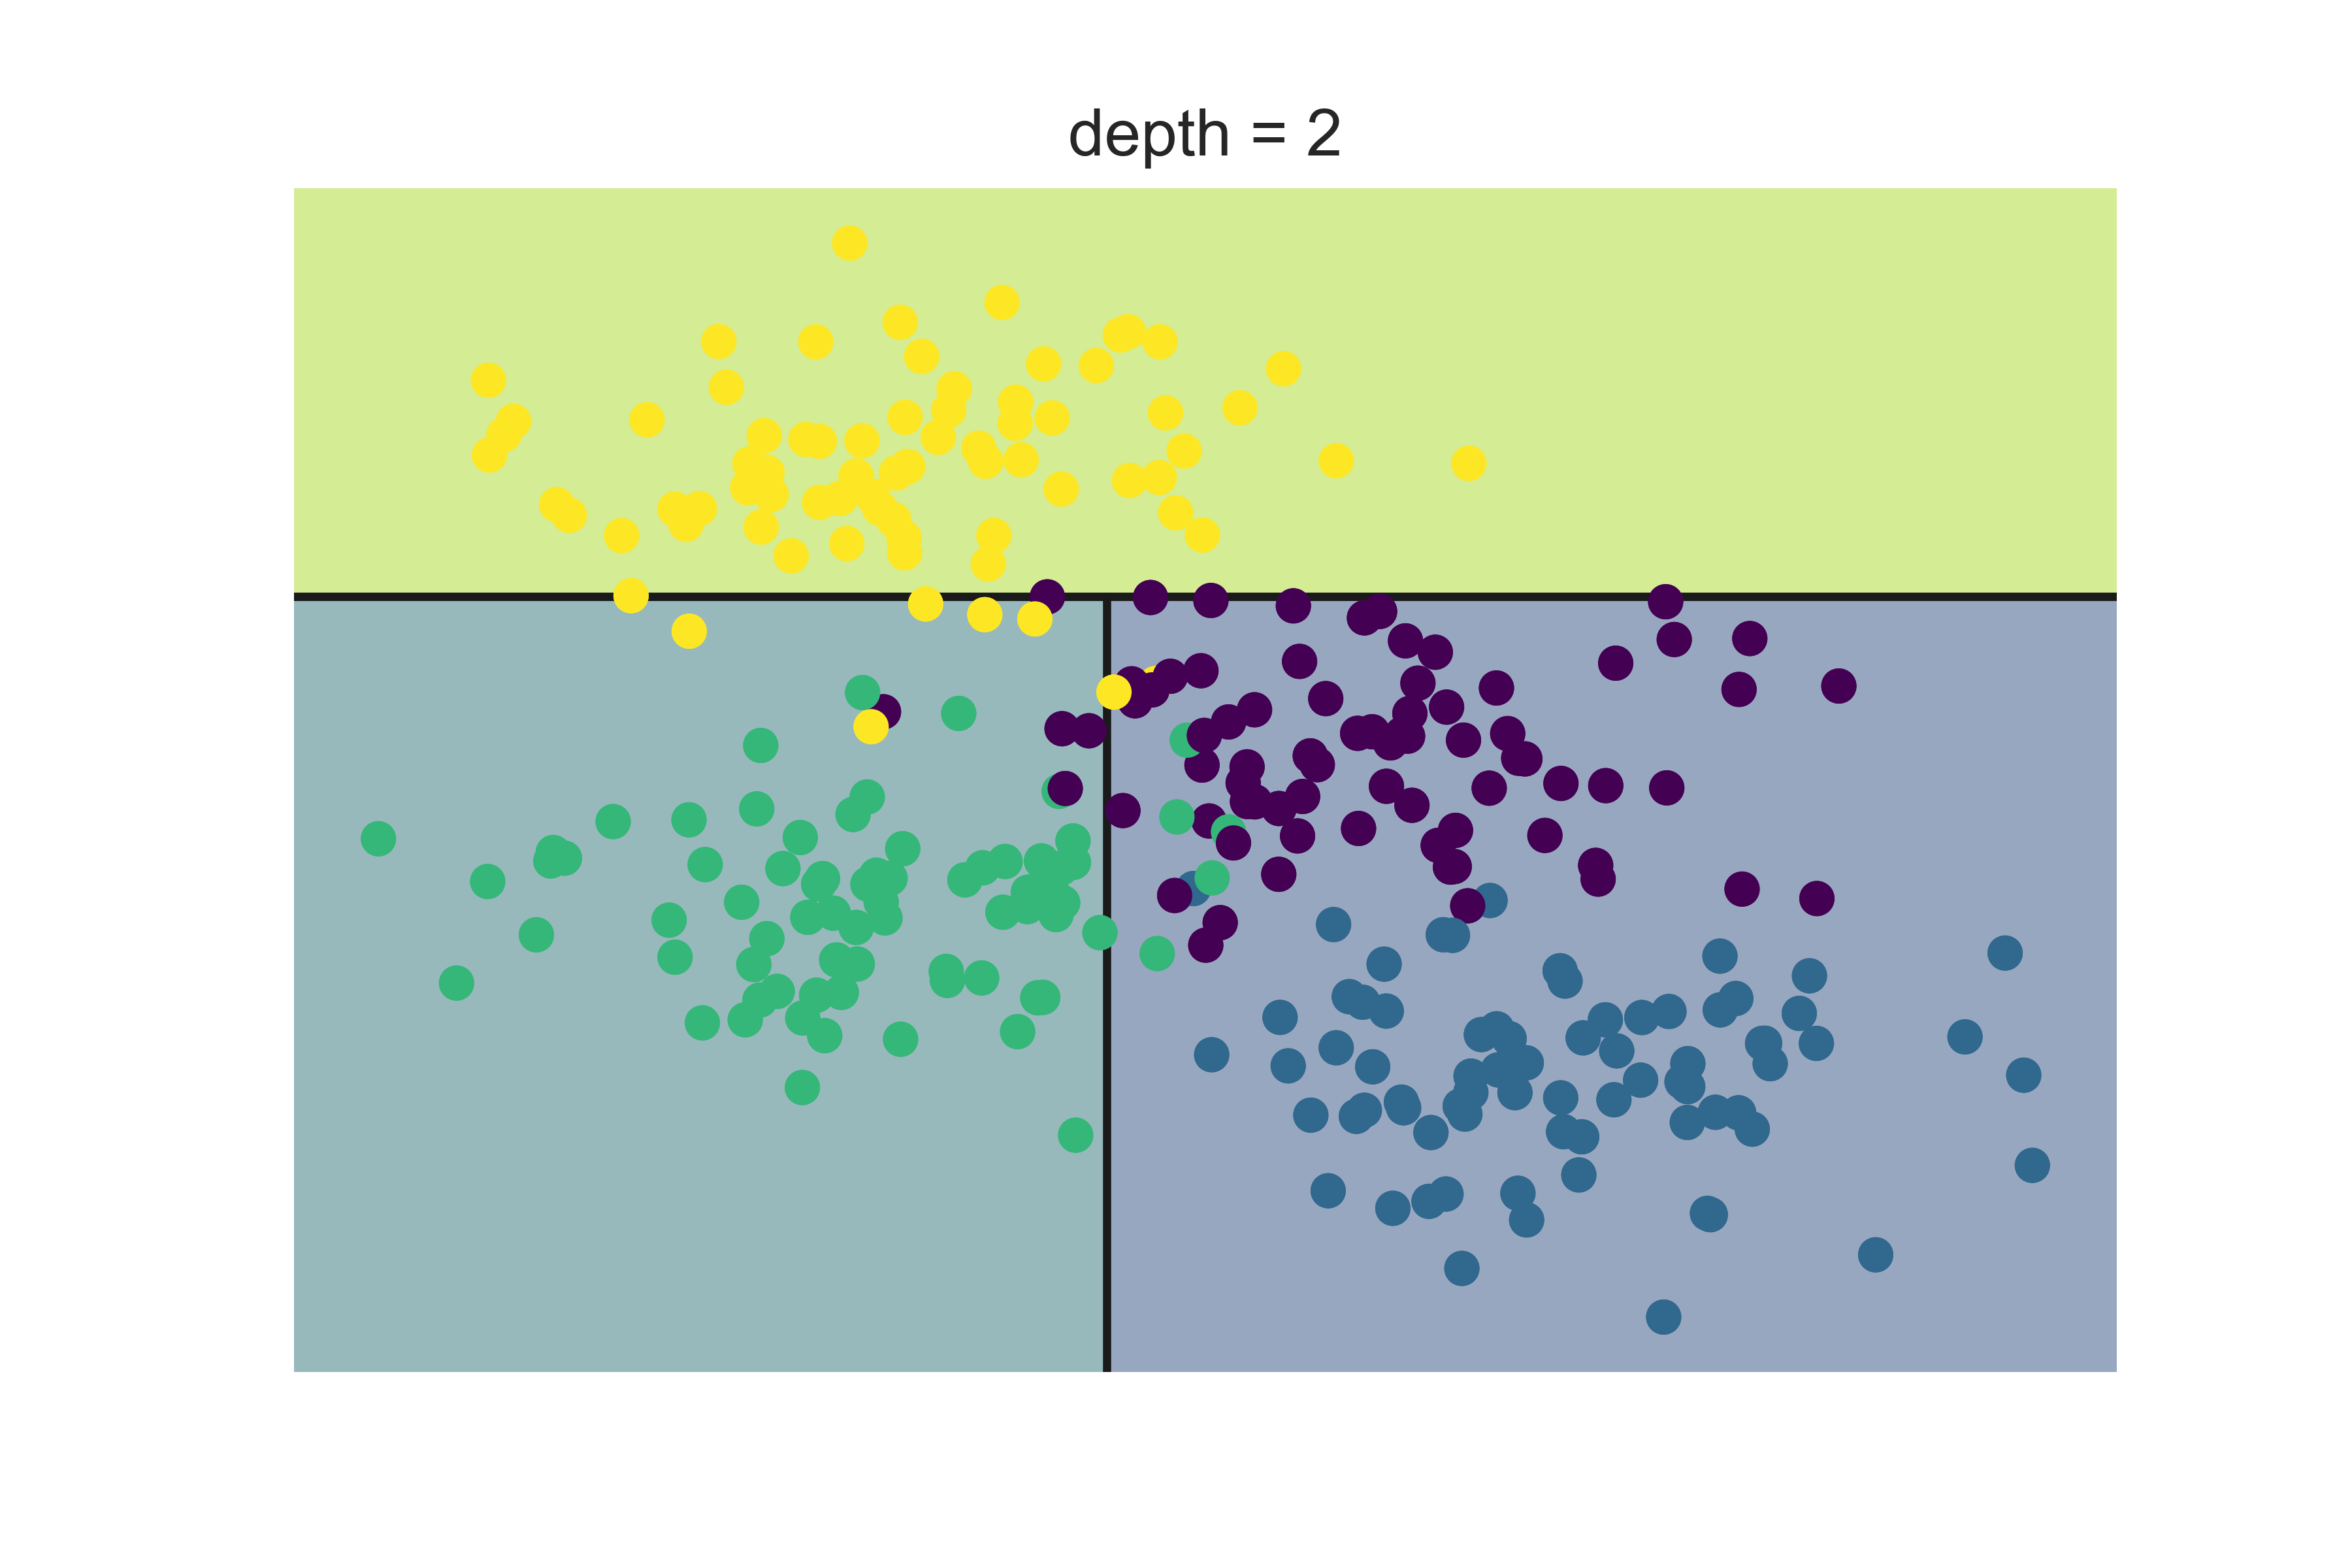 depth = 2